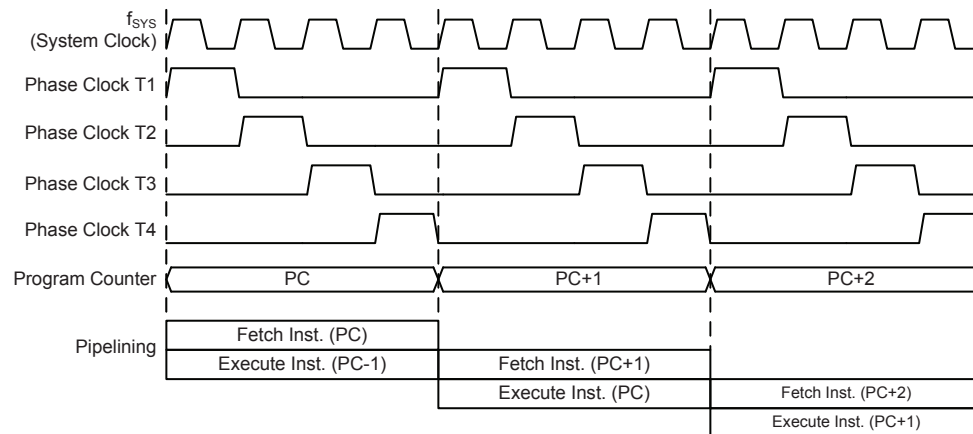 fSYS
(System Clock)
Phase Clock T1
Phase Clock T2
Phase Clock T3
Phase Clock T4
Program Counter PC PC+1 PC+2
Pipelining
Fetch Inst. (PC)
Execute Inst. (PC-1) Fetch Inst. (PC+1)
Execute Inst. (PC) Fetch Inst. (PC+2)
Execute Inst. (PC+1)